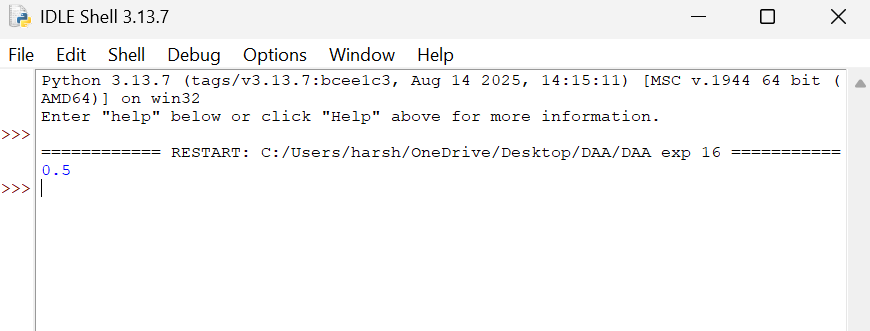 IDLE Shell 3.13.7
File Edit Shell Debug Options Window Help
Python 3.13.7 (tags/v3.13.7:bcee1c3, Aug 14 2025, 14:15:11) [MSC v.1944 64 bit (
AMD64)] on win32
Enter "help" below or click "Help" above for more information.
>>>
============ RESTART: C:/Users/harsh/OneDrive/Desktop/DAA/DAA exp 16 ===========
0.5
>>>